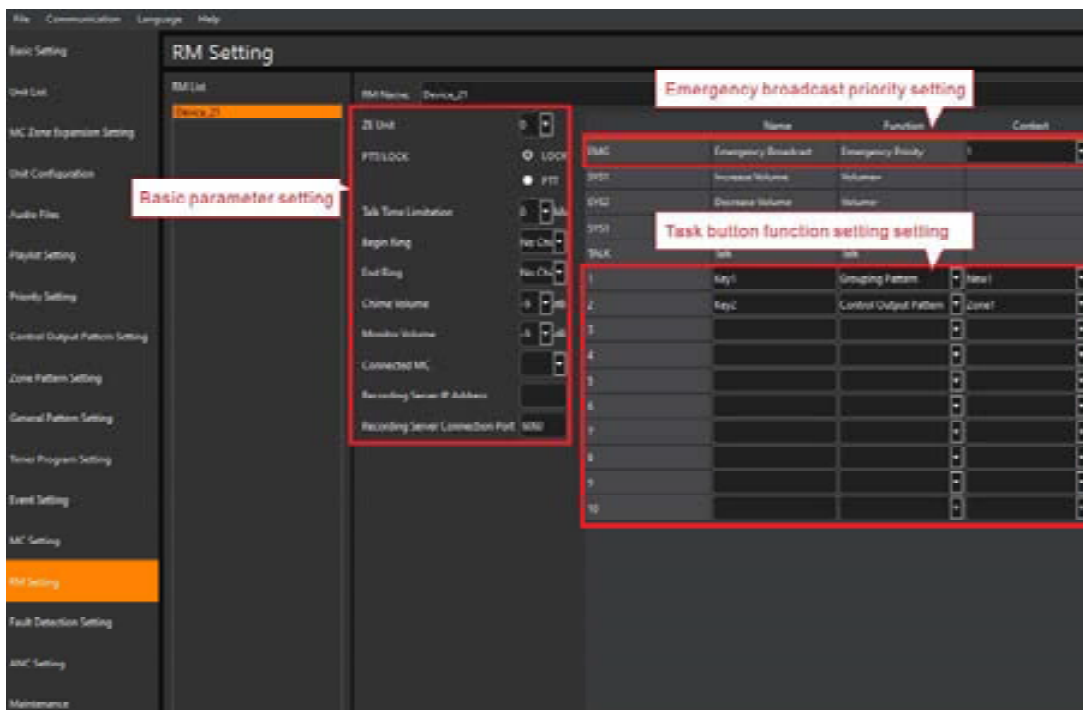 File Communication Language Help
Basic Setting
RM Setting
Unit List
MC Zone Expansion Setting
Unit Configuration
Audio Files
Playlist Setting
Priority Setting
Control Output Pattern Setting
Zone Pattern Setting
General Pattern Setting
Timer Program Setting
Event Setting
MC Setting
RM Setting
Fault Detection Setting
ANC Setting
Maintenance
RM List
Device_21
RM Name Device_21
Basic parameter setting
ZE Unit 0
PTT/LOCK LOCK
PTT
Talk Time Limitation 0
Begin Ring No Chi
End Ring No Chi
Chime Volume dB
Monitor Volume dB
Connected MC
Recording Server IP Address
Recording Server Connection Port
Emergency broadcast priority setting
Name Function Content
EMG Emergency Broadcast Emergency Priority 1
SYS1 Increase Volume Volume+
SYS2 Decrease Volume Volume-
SYS3
Task button function setting setting
TALK Talk Talk
1 Key1 Grouping Pattern New1
2 Key2 Control Output Pattern Zone1
3
4
5
6
7
8
9
10